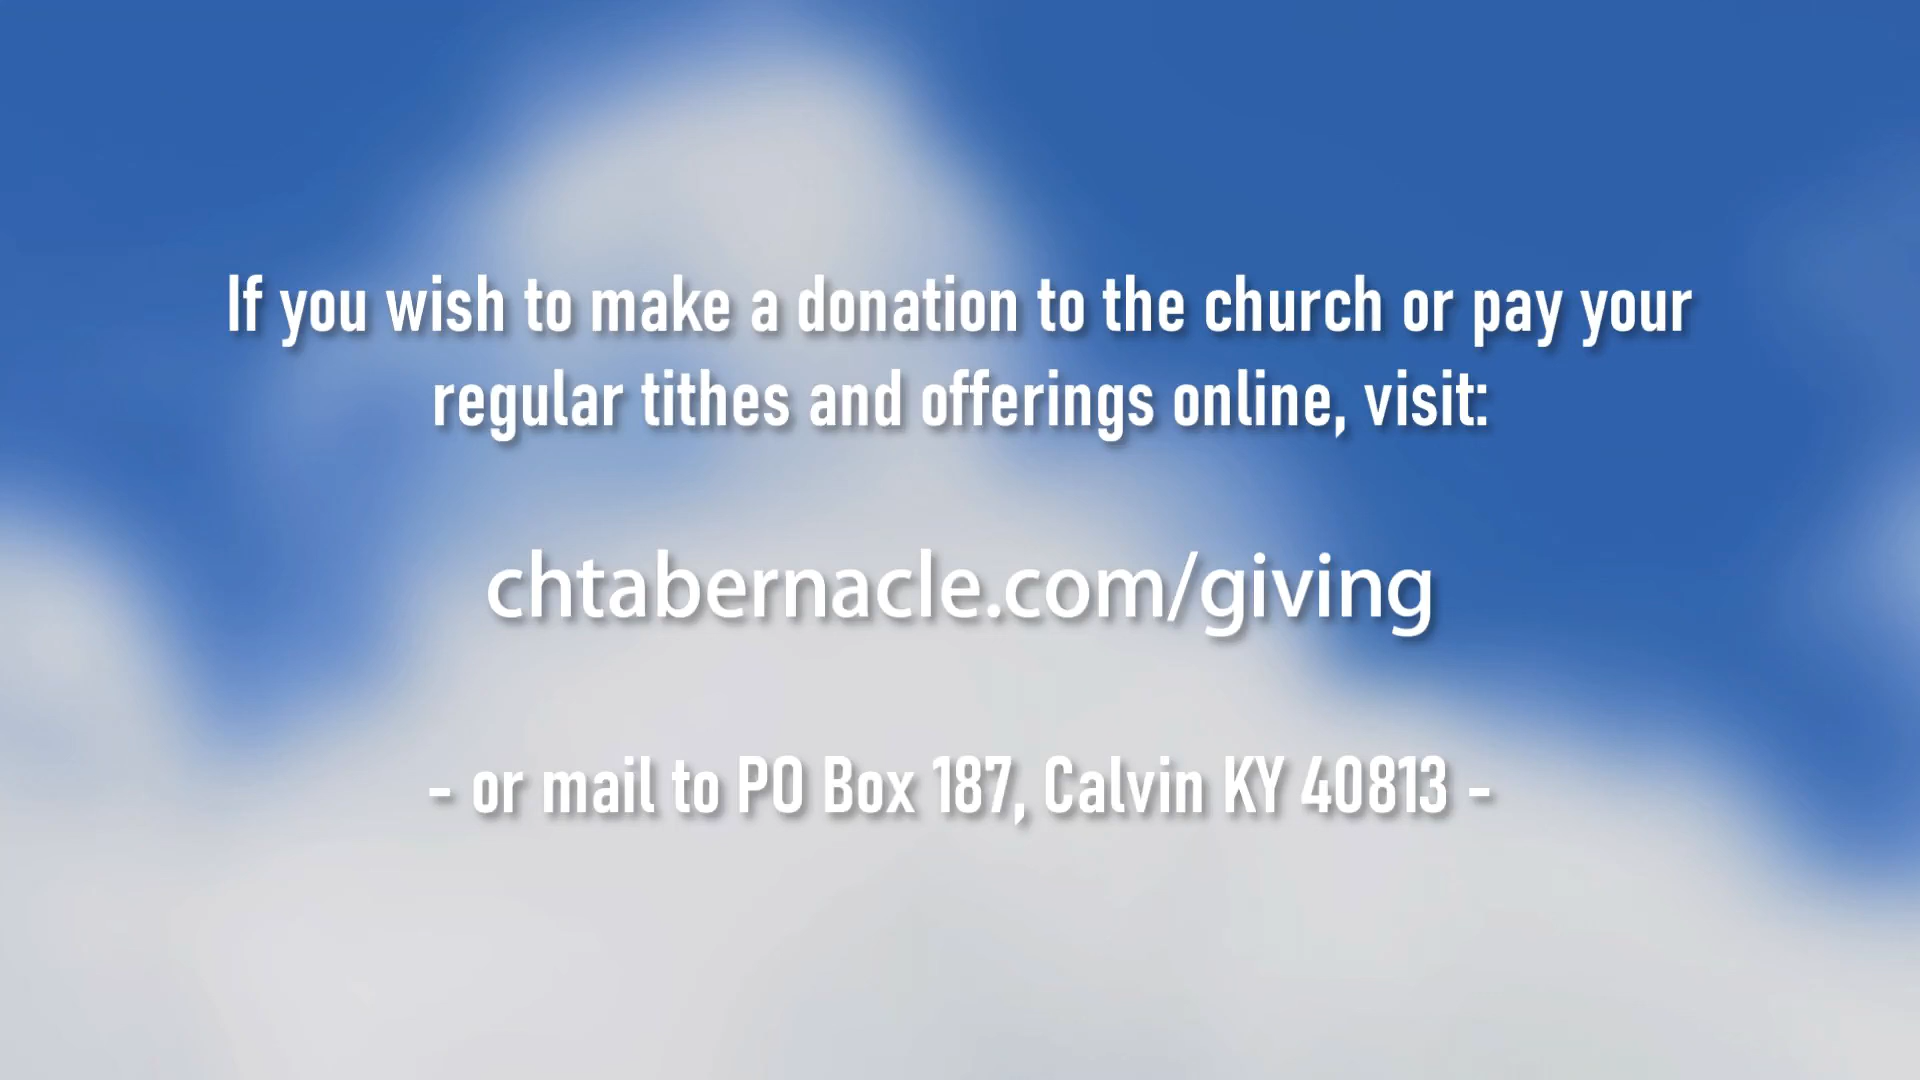 If you wish to make a donation to the church or pay your
regular tithes and offerings online, visit:
chtabernacle.com/giving
- or mail to PO Box 187, Calvin KY 40813 -